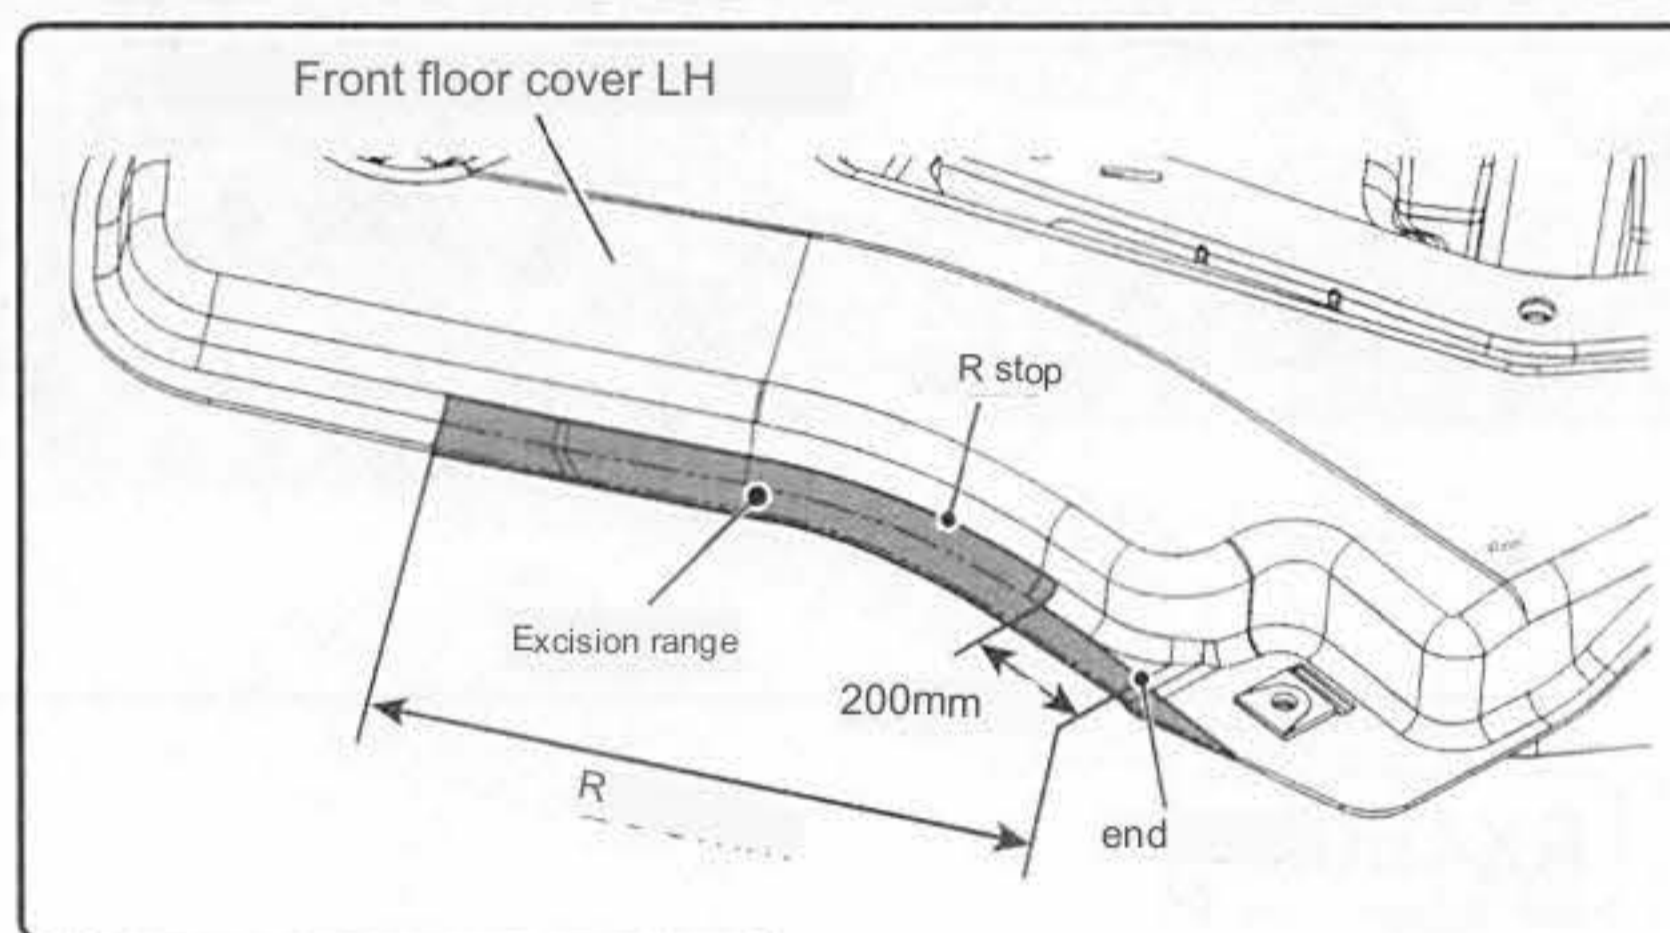 Front floor cover LH
R stop
Excision range
200mm
R
end